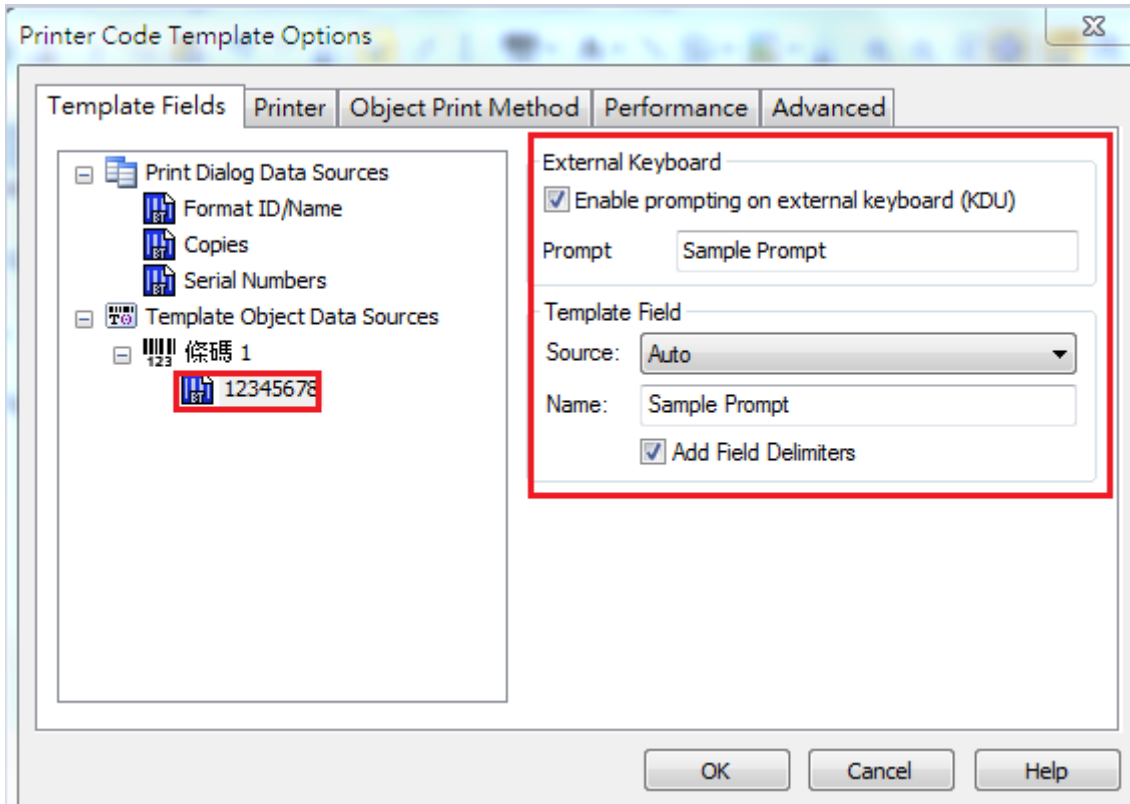 Printer Code Template Options
Template Fields Printer Object Print Method Performance Advanced
Print Dialog Data Sources
Format ID/Name
Copies
Serial Numbers
Template Object Data Sources
條碼 1
12345678
External Keyboard
Enable prompting on external keyboard (KDU)
Prompt Sample Prompt
Template Field
Source: Auto
Name: Sample Prompt
Add Field Delimiters
OK Cancel Help